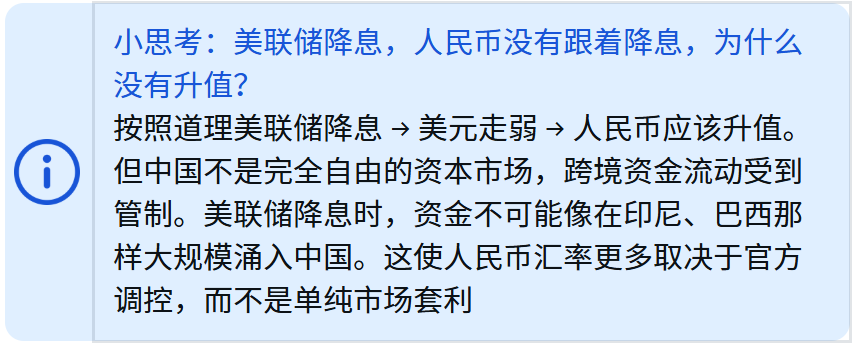 小思考：美联储降息，人民币没有跟着降息，为什么
没有升值？
按照道理美联储降息 → 美元走弱 → 人民币应该升值。
但中国不是完全自由的资本市场，跨境资金流动受到
管制。美联储降息时，资金不可能像在印尼、巴西那
样大规模涌入中国。这使人民币汇率更多取决于官方
调控，而不是单纯市场套利